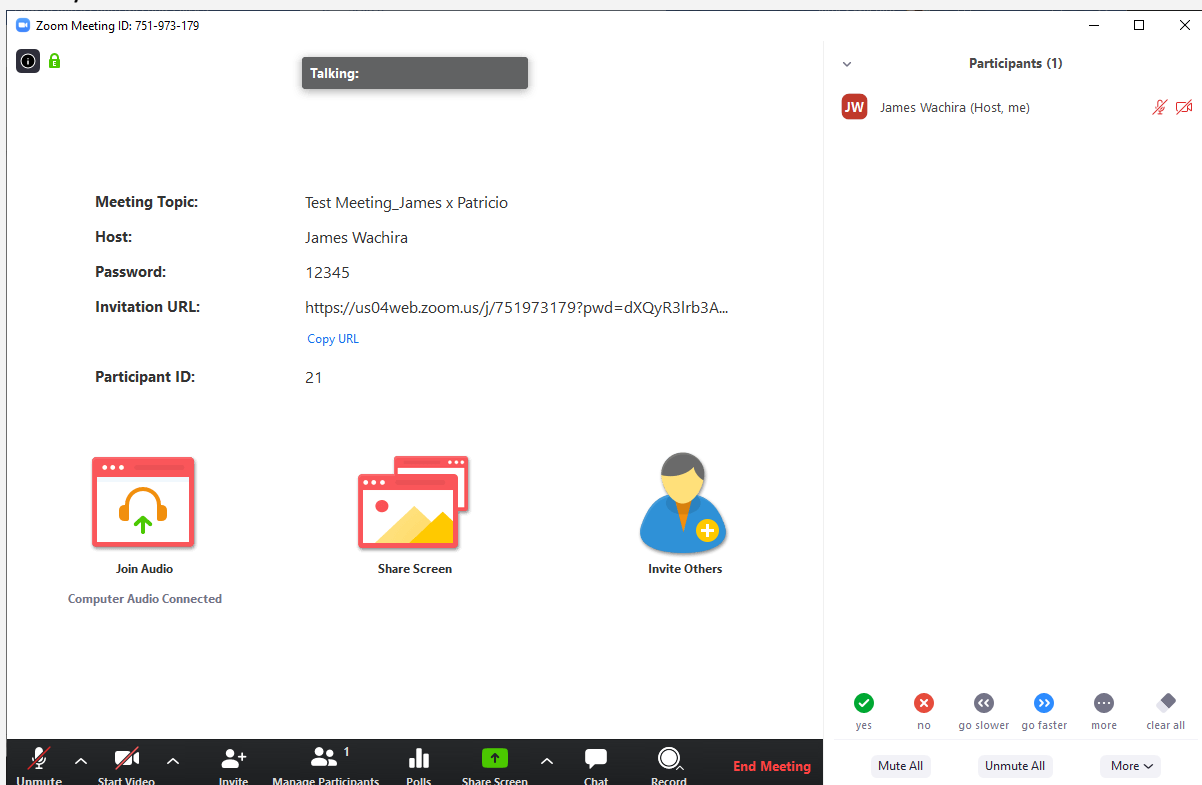 Zoom Meeting ID: 751-973-179
Talking:
Participants (1)
JW James Wachira (Host, me)
Meeting Topic: Test Meeting_James x Patricio
Host: James Wachira
Password: 12345
Invitation URL: https://us04web.zoom.us/j/751973179?pwd=dXQyR3lrb3A...
Copy URL
Participant ID: 21
Join Audio Share Screen Invite Others
Computer Audio Connected
yes no go slower go faster more clear all
1
Unmute Start Video Invite Manage Participants Polls Share Screen Chat Record End Meeting
Mute All Unmute All More